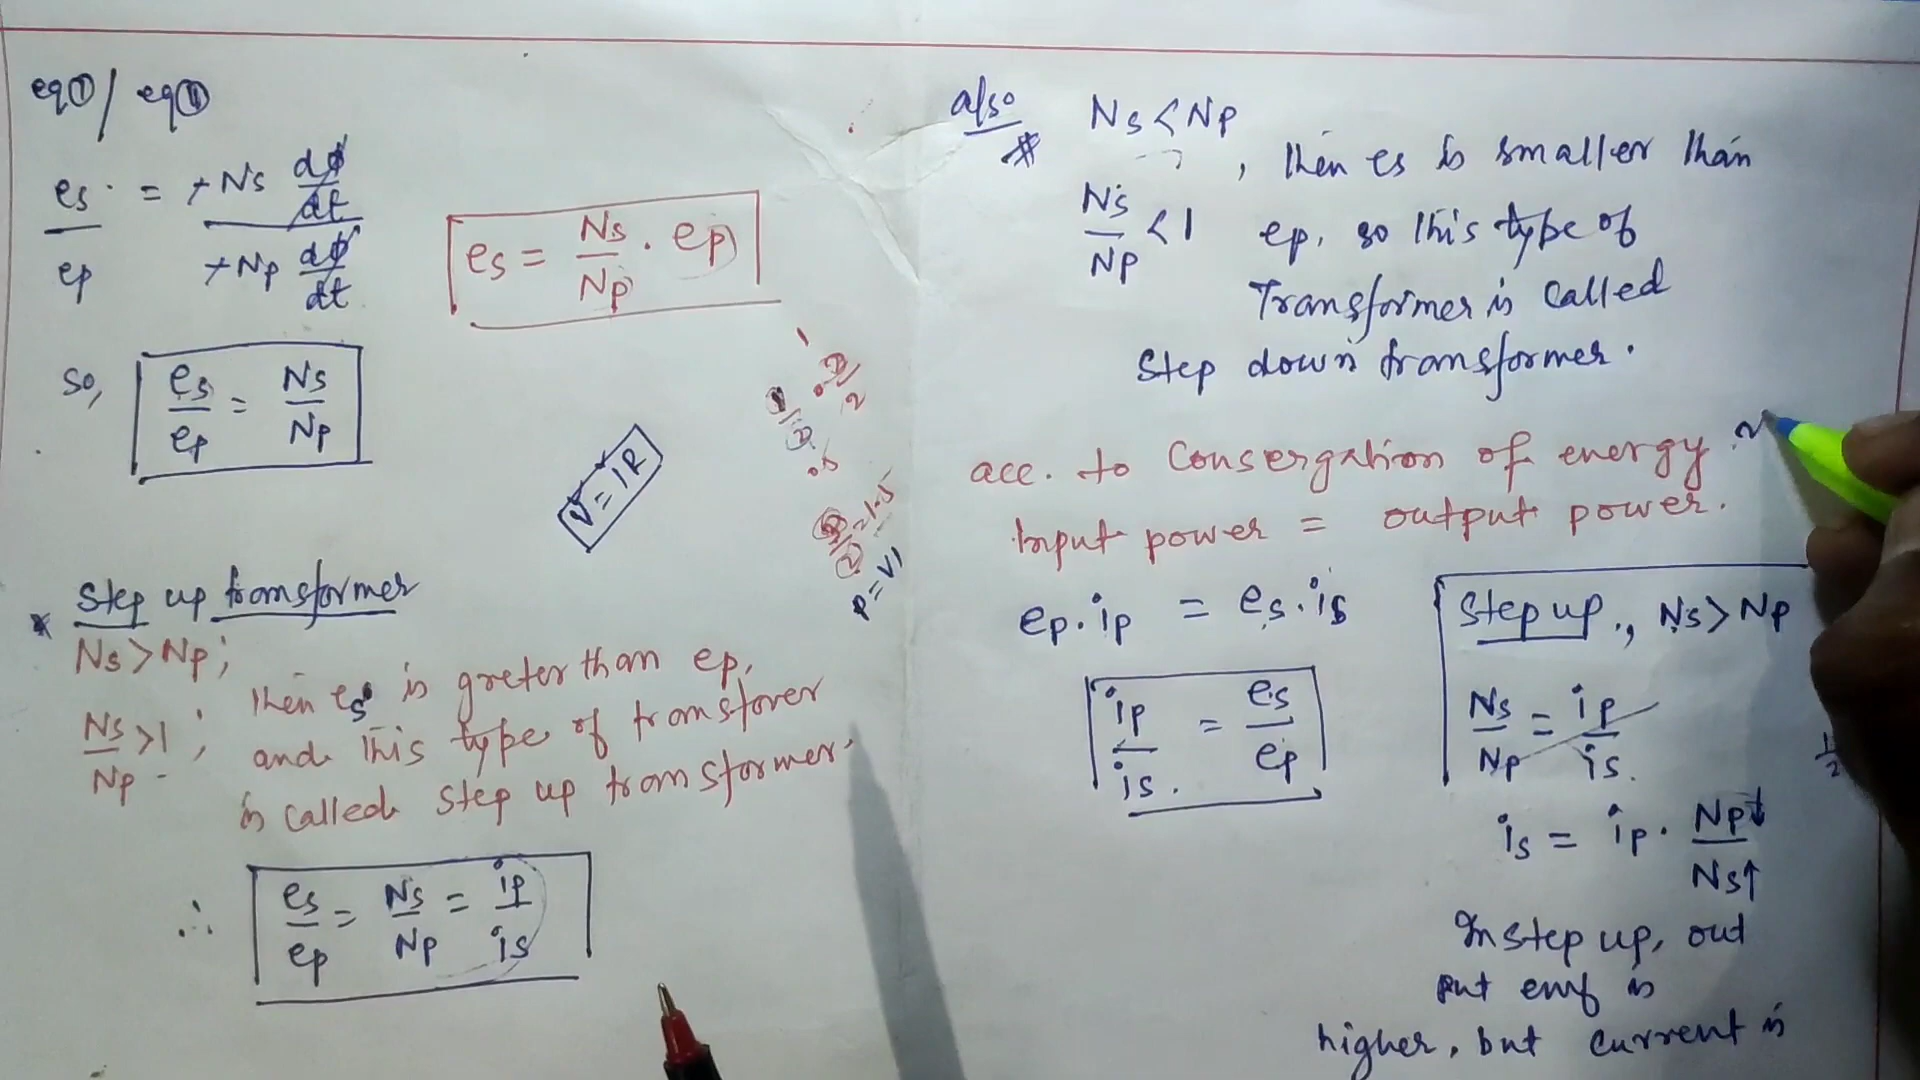 eq① / eq②
es / ep = + Ns dϕ/dt / + Np dϕ/dt
es = Ns/Np . ep
so, es/ep = Ns/Np
V = IR
P = VI
* Step up transformer
Ns > Np ;
Ns/Np > 1 ; then es is greter than ep,
and this type of transfover
is called step up transformer.
∴ es/ep = Ns/Np = ip/is
also
* Ns < Np
Ns/Np < 1 , then es is smaller than
ep, so this type of
Transformer is called
Step down transformer.
acc. to Consergation of energy
Input power = output power.
ep . ip = es . is
ip/is . = es/ep
Step up ., Ns > Np
Ns/Np = ip/is .
1/2
is = ip . Np↓/Ns↑
In step up, out
put emf is
higher, but current is